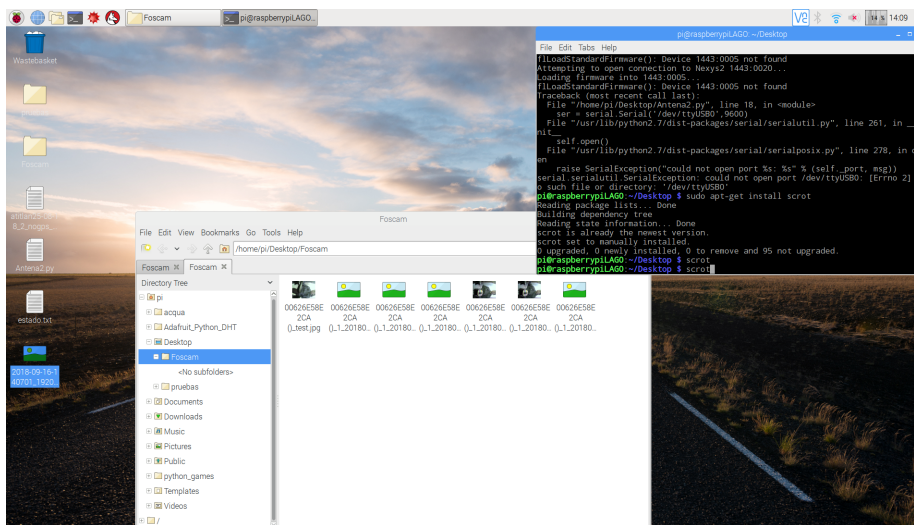 Foscam
pi@raspberrypiLAGO...
14 %
14:09
Wastebasket
Foscam
8_2_nogps_
Antena2.py
estado.txt
2018-09-16-1
40701_1920...
pi@raspberrypiLAGO: ~/Desktop
File Edit Tabs Help
flLoadStandardFirmware(): Device 1443:0005 not found
Attempting to open connection to Nexys2 1443:0020...
Loading firmware into 1443:0005...
flLoadStandardFirmware(): Device 1443:0005 not found
Traceback (most recent call last):
File "/home/pi/Desktop/Antena2.py", line 18, in <module>
ser = serial.Serial('/dev/ttyUSB0',9600)
File "/usr/lib/python2.7/dist-packages/serial/serialutil.py", line 261, in __
nit__
self.open()
File "/usr/lib/python2.7/dist-packages/serial/serialposix.py", line 278, in o
en
raise SerialException("could not open port %s: %s" % (self._port, msg))
serial.serialutil.SerialException: could not open port /dev/ttyUSB0: [Errno 2]
o such file or directory: '/dev/ttyUSB0'
pi@raspberrypiLAGO:~/Desktop $ sudo apt-get install scrot
Reading package lists... Done
Building dependency tree
Reading state information... Done
scrot is already the newest version.
scrot set to manually installed.
0 upgraded, 0 newly installed, 0 to remove and 95 not upgraded.
pi@raspberrypiLAGO:~/Desktop $ scrot
pi@raspberrypiLAGO:~/Desktop $ scrot
Foscam
File Edit View Bookmarks Go Tools Help
/home/pi/Desktop/Foscam
Foscam Foscam
Directory Tree
pi
acqua
Adafruit_Python_DHT
Desktop
Foscam
<No subfolders>
pruebas
Documents
Downloads
Music
Pictures
Public
python_games
Templates
Videos
/
00626E58E 00626E58E 00626E58E 00626E58E 00626E58E 00626E58E 00626E58E
2CA 2CA 2CA 2CA 2CA 2CA 2CA
()_test.jpg ()_1_20180... ()_1_20180... ()_1_20180... ()_1_20180... ()_1_20180... ()_1_20180...